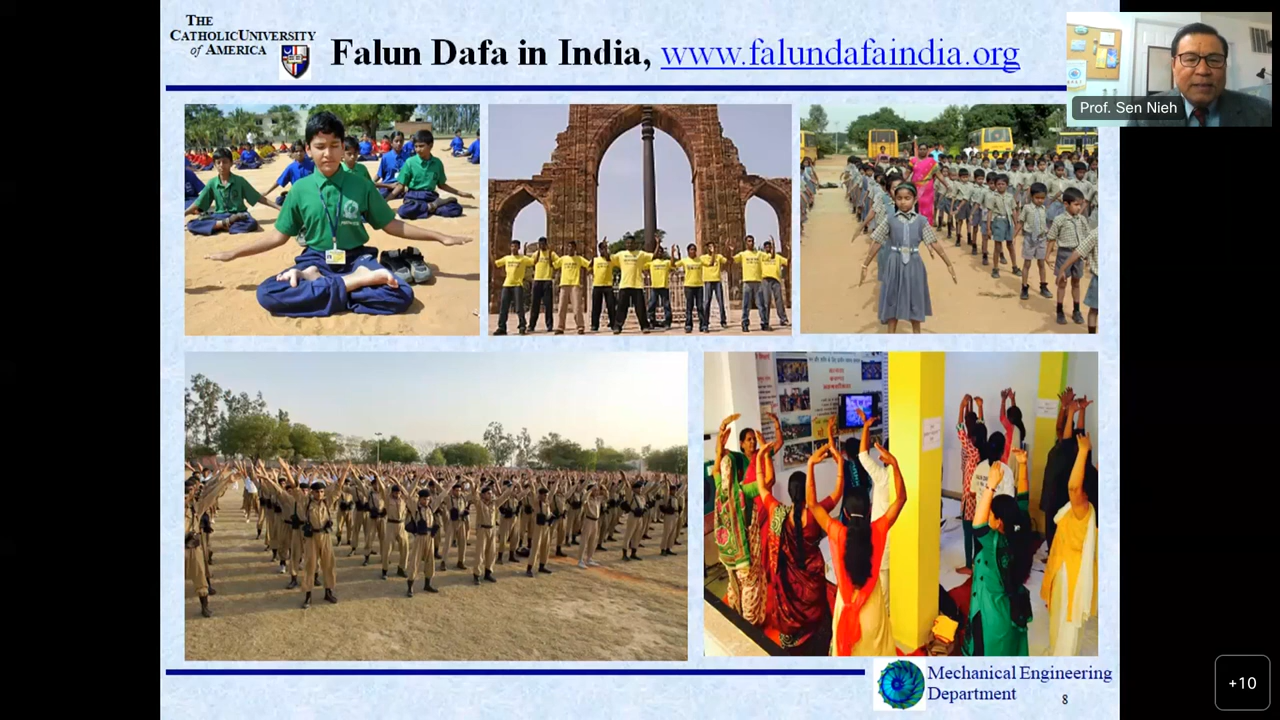 THE
CATHOLIC UNIVERSITY
of AMERICA
Falun Dafa in India, www.falundafaindia.org
Prof. Sen Nieh
Mechanical Engineering
Department
8
+10